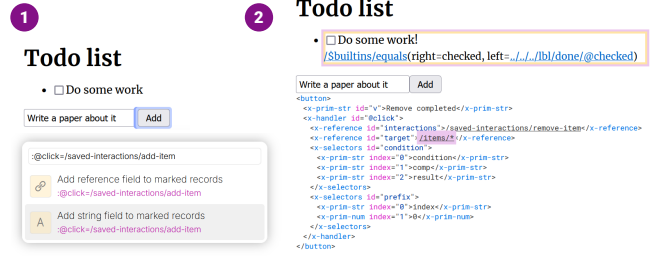 1
Todo list
Do some work
Write a paper about it Add
:@click=/saved-interactions/add-item
Add reference field to marked records
:@click=/saved-interactions/add-item
A
Add string field to marked records
:@click=/saved-interactions/add-item
2
Todo list
Do some work!
/$builtins/equals(right=checked, left=../../../lbl/done/@checked)
Write a paper about it Add
<button>
<x-prim-str id="v">Remove completed</x-prim-str>
<x-handler id="@click">
<x-reference id="interactions">/saved-interactions/remove-item</x-reference>
<x-reference id="target">/items/*</x-reference>
<x-selectors id="condition">
<x-prim-str index="0">condition</x-prim-str>
<x-prim-str index="1">comp</x-prim-str>
<x-prim-str index="2">result</x-prim-str>
</x-selectors>
<x-selectors id="prefix">
<x-prim-str index="0">index</x-prim-str>
<x-prim-num index="1">0</x-prim-num>
</x-selectors>
</x-handler>
</button>